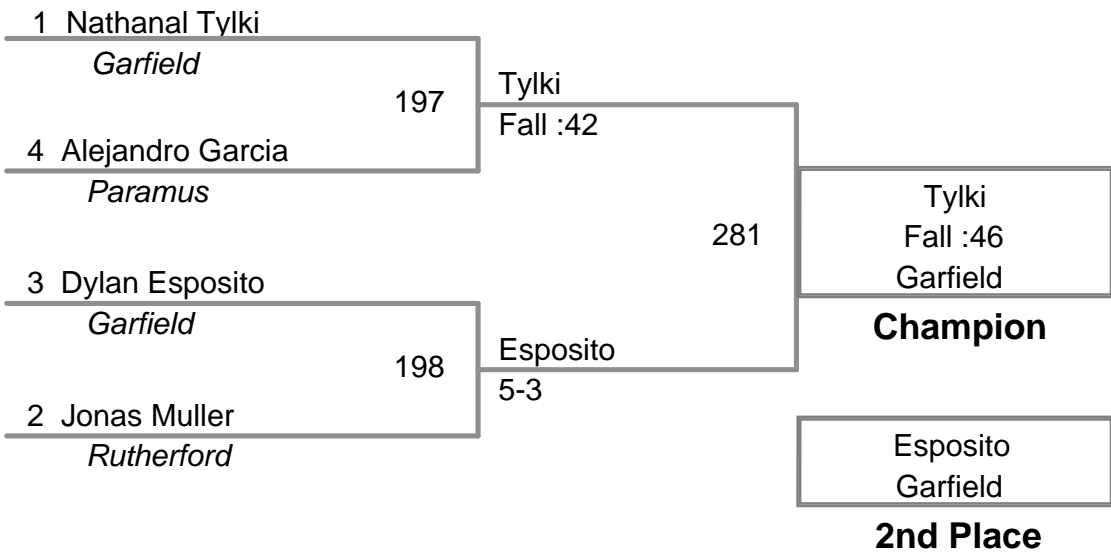 1 Nathanal Tylki
Garfield
197
4 Alejandro Garcia
Paramus
Tylki
Fall :42
3 Dylan Esposito
Garfield
198
2 Jonas Muller
Rutherford
Esposito
5-3
281
Tylki
Fall :46
Garfield
Champion
Esposito
Garfield
2nd Place